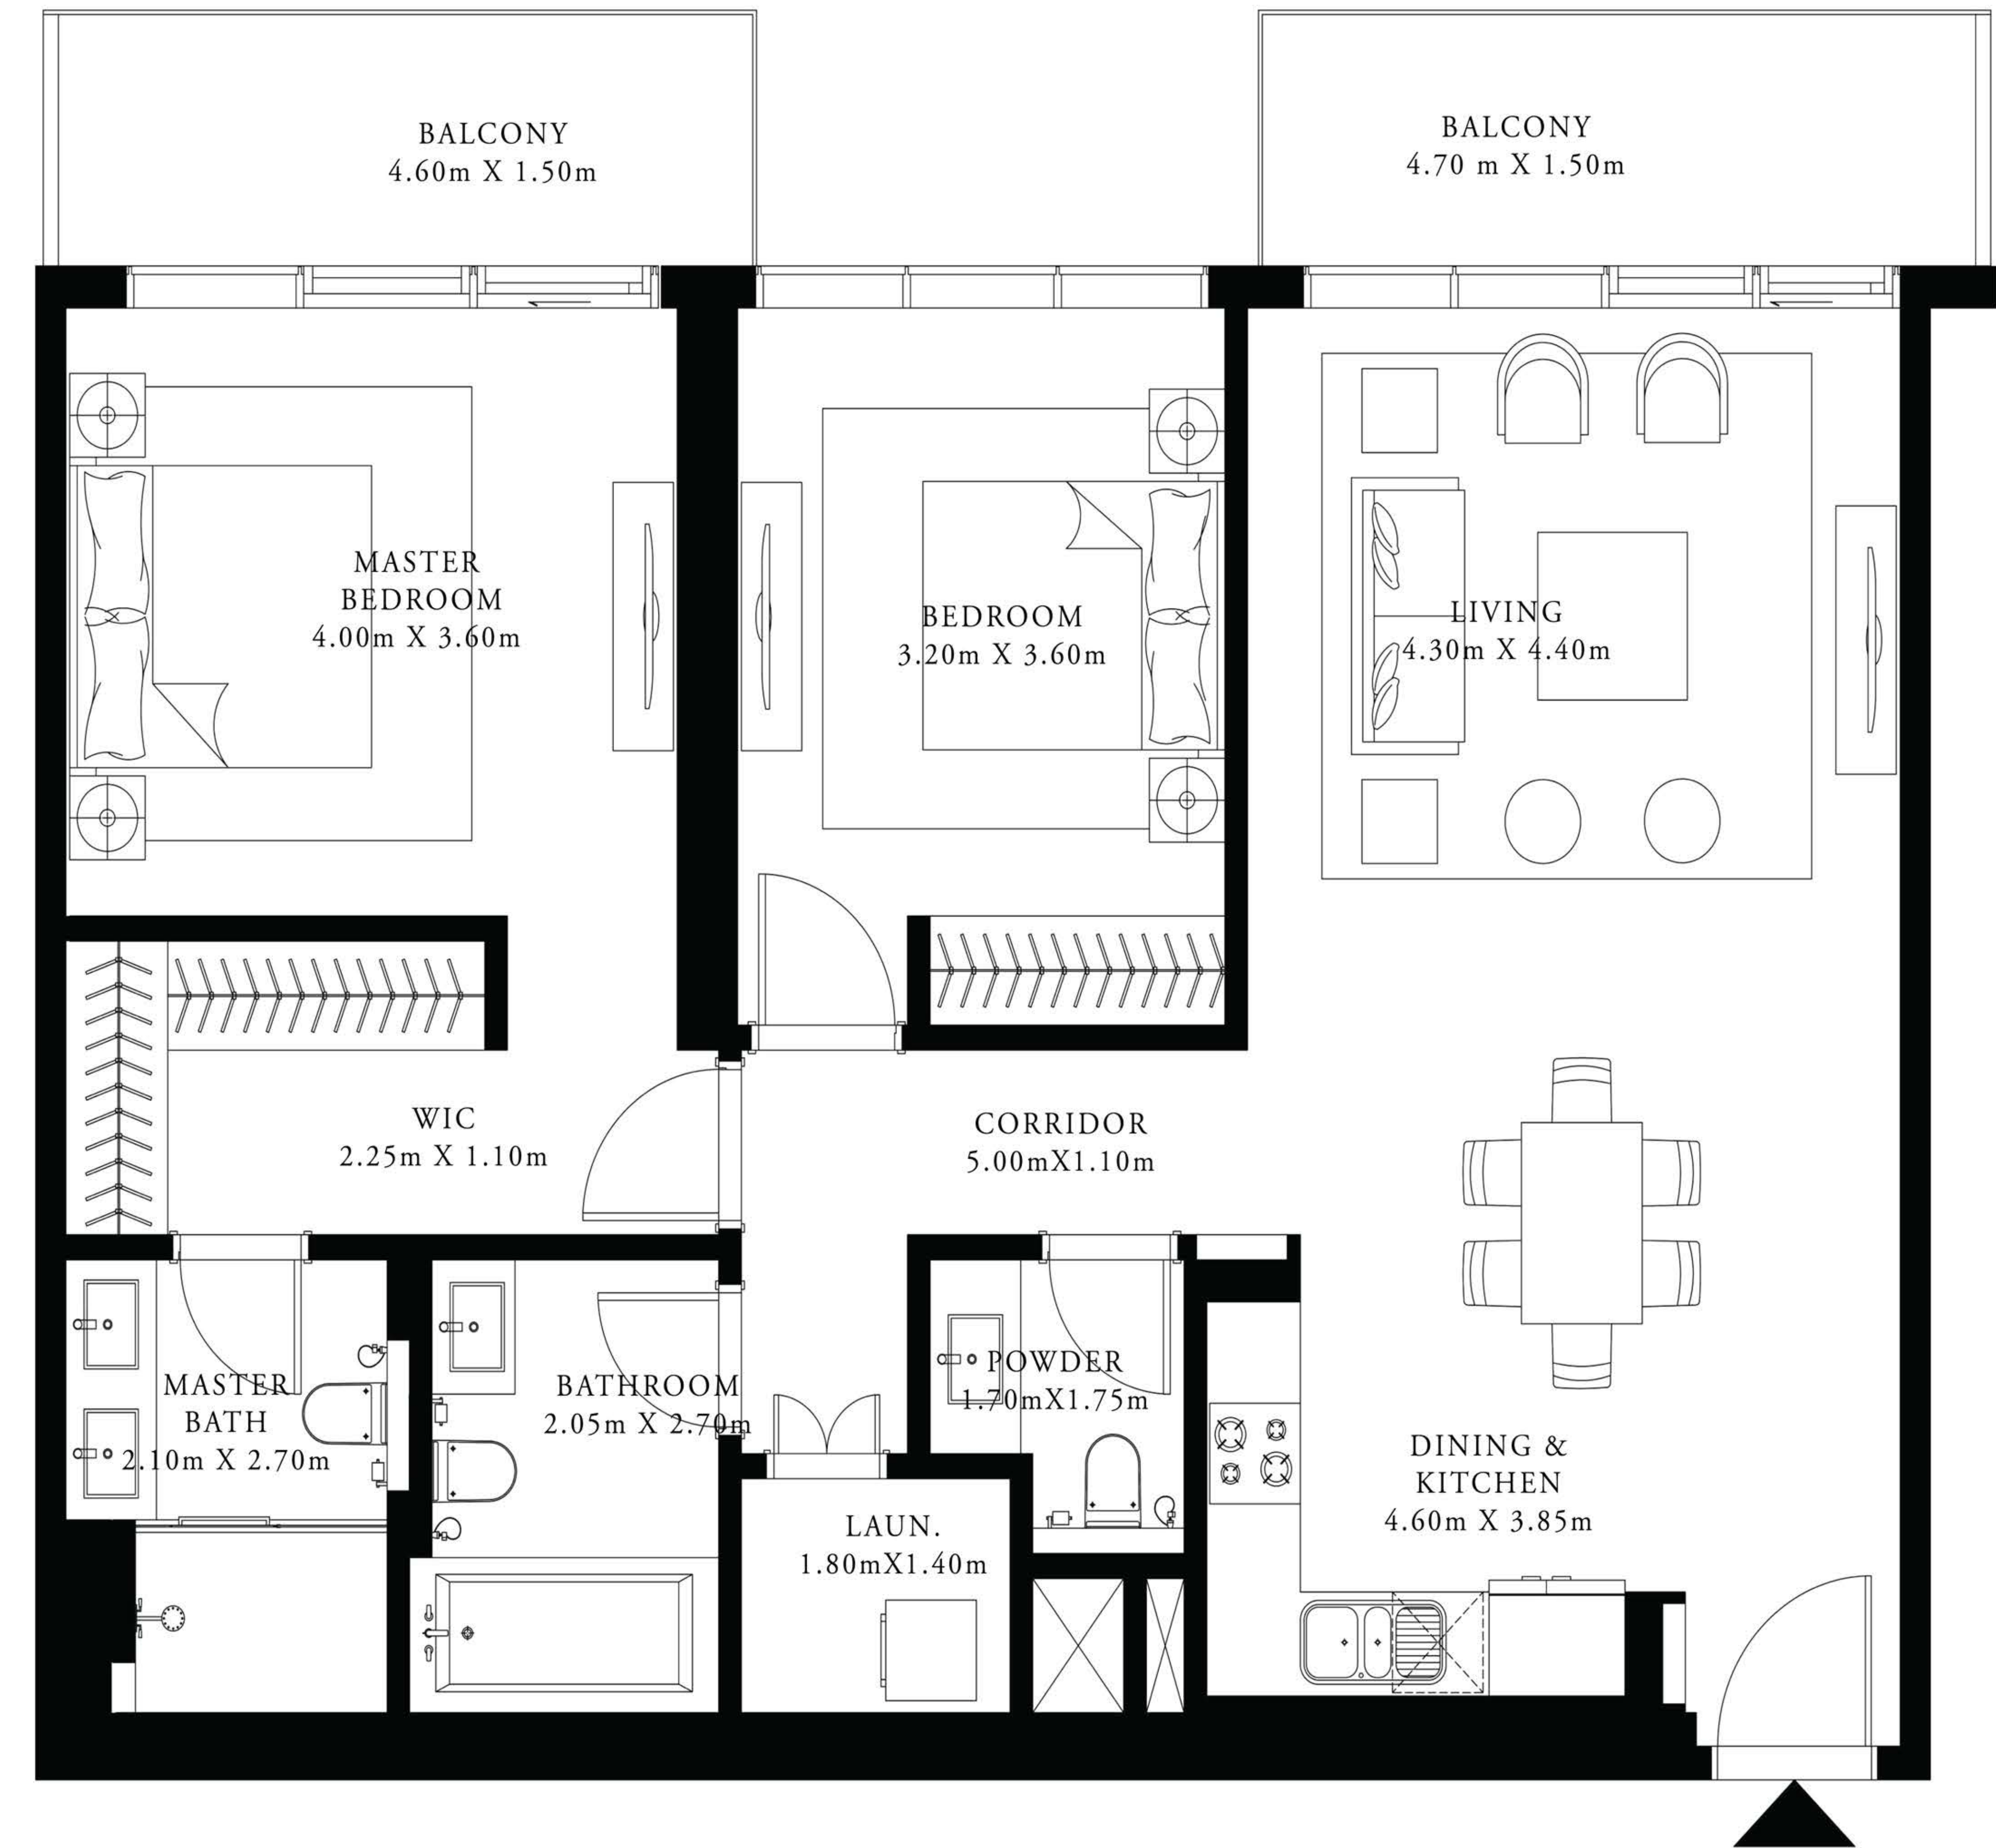 BALCONY
4.60m X 1.50m
BALCONY
4.70 m X 1.50m
MASTER
BEDROOM
4.00m X 3.60m
BEDROOM
3.20m X 3.60m
LIVING
4.30m X 4.40m
WIC
2.25m X 1.10m
CORRIDOR
5.00mX1.10m
MASTER
BATH
2.10m X 2.70m
BATHROOM
2.05m X 2.70m
POWDER
1.70mX1.75m
LAUN.
1.80mX1.40m
DINING &
KITCHEN
4.60m X 3.85m